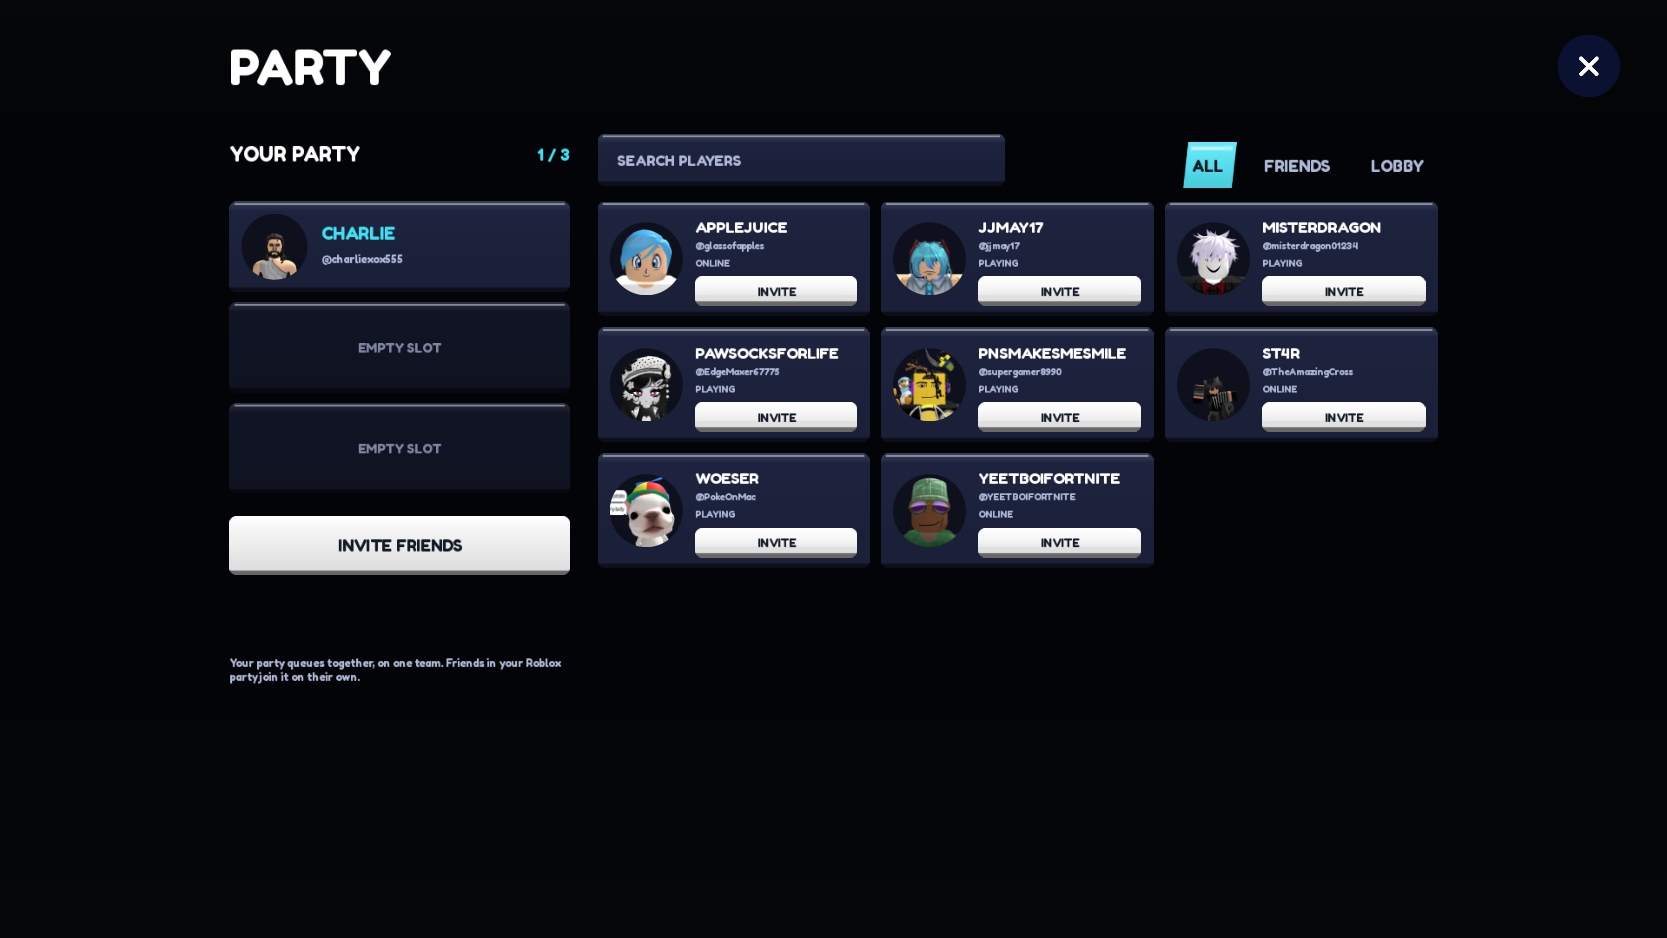 PARTY
YOUR PARTY
1 / 3
CHARLIE
@charliexox555
EMPTY SLOT
EMPTY SLOT
INVITE FRIENDS
Your party queues together, on one team. Friends in your Roblox
party join it on their own.
SEARCH PLAYERS
ALL
FRIENDS
LOBBY
APPLEJUICE
@glassofapples
ONLINE
INVITE
JJMAY17
@jjmay17
PLAYING
INVITE
MISTERDRAGON
@misterdragon01234
PLAYING
INVITE
PAWSOCKSFORLIFE
@EdgeMaxer67775
PLAYING
INVITE
PNSMAKESMESMILE
@supergamer8990
PLAYING
INVITE
ST4R
@TheAmazingCross
ONLINE
INVITE
WOESER
@PokeOnMac
PLAYING
INVITE
YEETBOIFORTNITE
@YEETBOIFORTNITE
ONLINE
INVITE